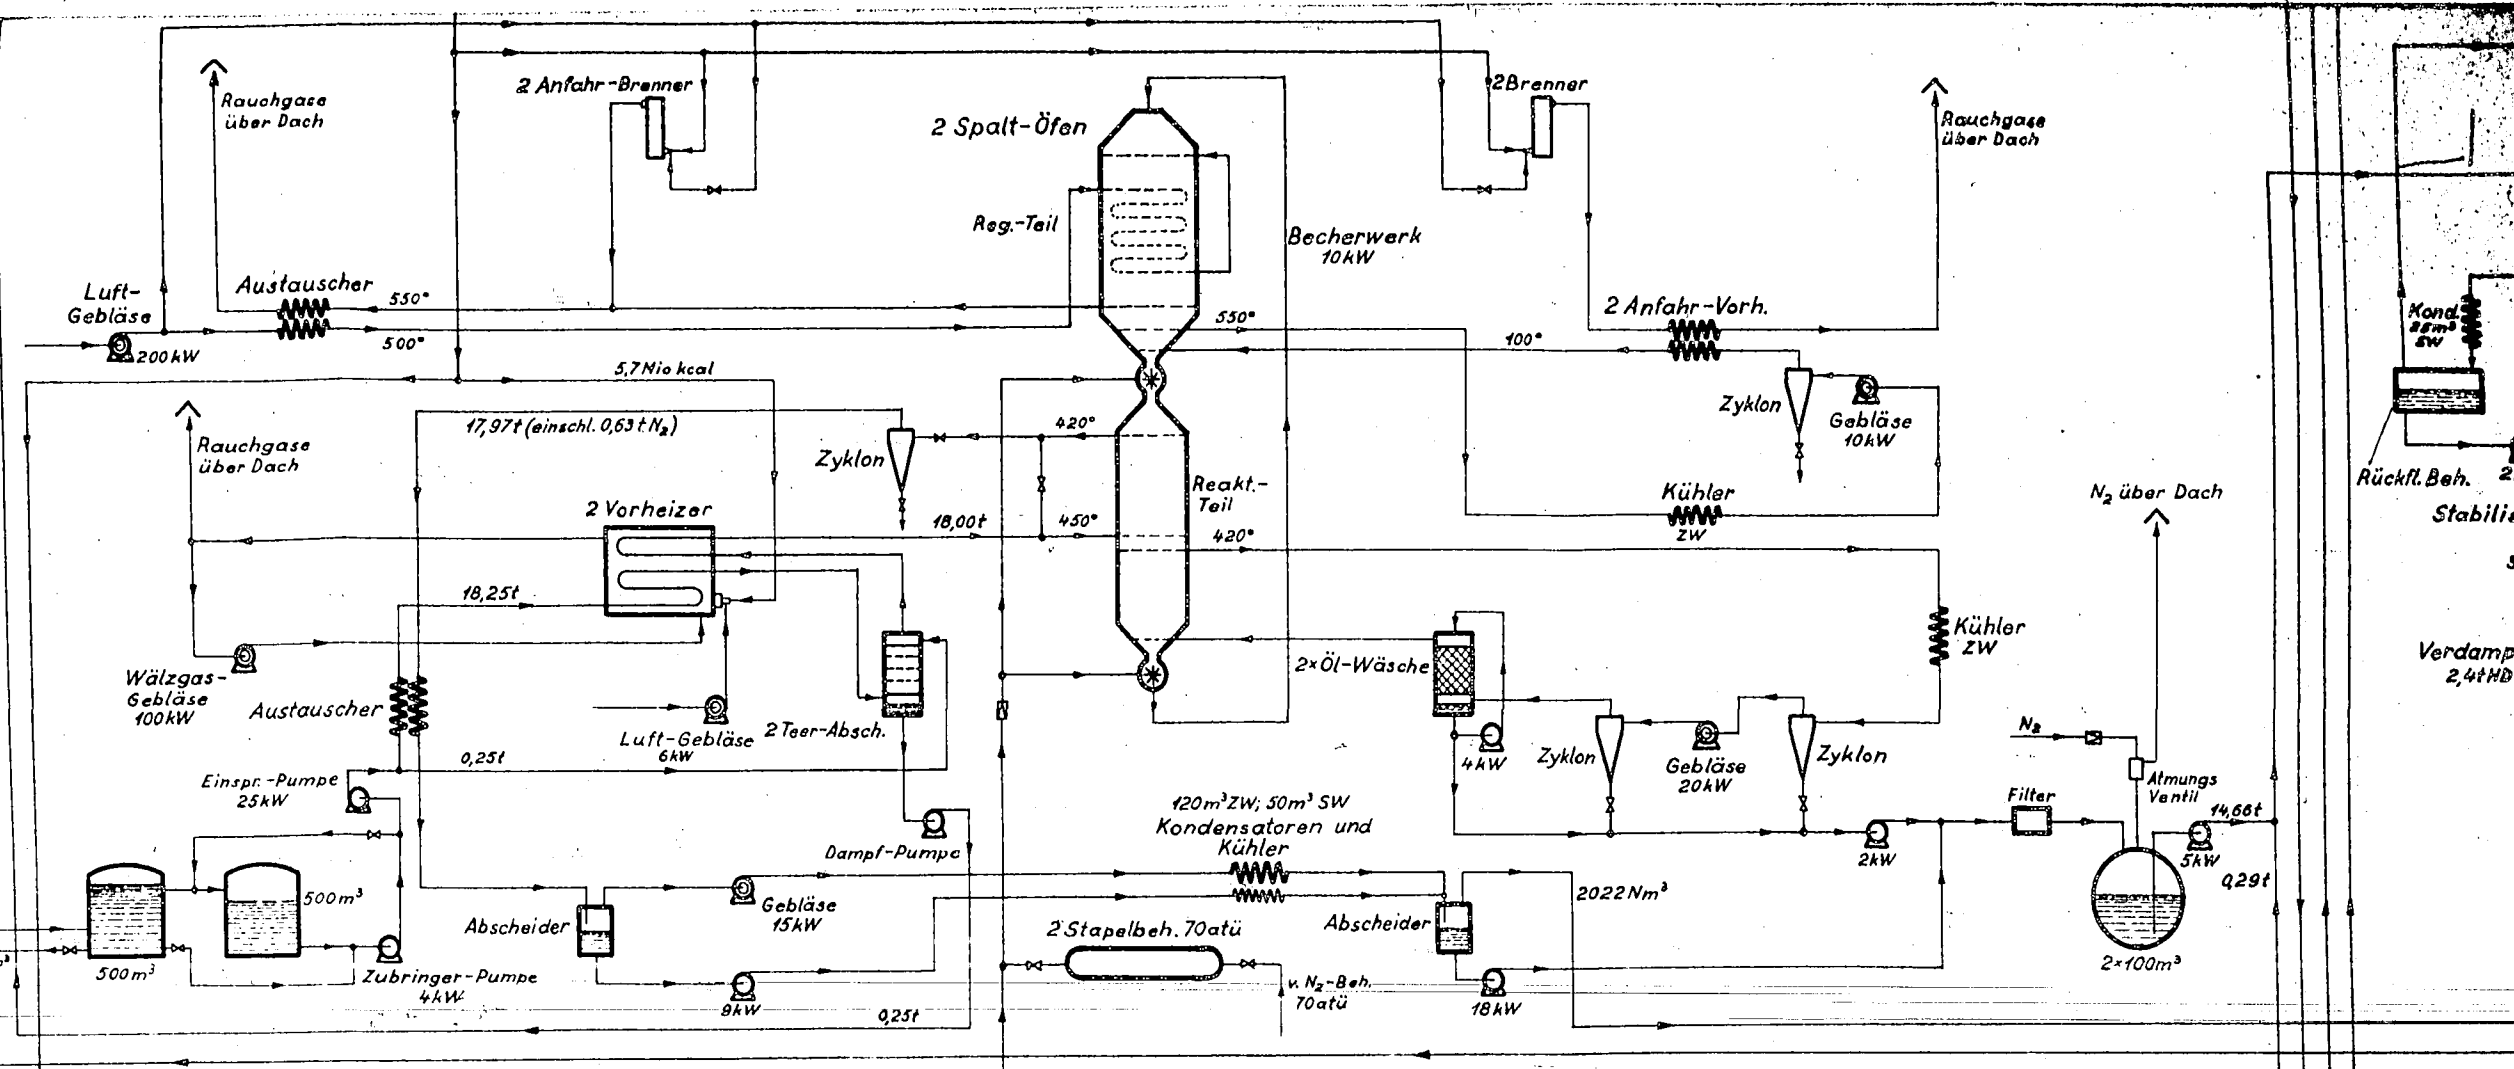 2 Anfahr-Brenner
2 Brenner
Rauchgase
über Dach
2 Spalt-Öfen
Rauchgase
über Dach
Reg.-Teil
Becherwerk
10kW
Luft-
Gebläse
200kW
Austauscher
550°
500°
550°
100°
2 Anfahr-Vorh.
Kond.
SW
5,7 Mio kcal
17,97t (einschl. 0,63t N₂)
420°
Zyklon
Zyklon
Gebläse
10kW
Rauchgase
über Dach
Reakt.-
Teil
Kühler
ZW
N₂ über Dach
Rückfl. Beh.
2 Vorheizer
18,00t
450°
420°
18,25t
Kühler
ZW
2×Öl-Wäsche
Wälzgas-
Gebläse
100kW
Austauscher
Luft-Gebläse
6kW
2 Teer-Absch.
4kW
Zyklon
Gebläse
20kW
Zyklon
N₂
Verdamp
Einspr.-Pumpe
25kW
0,25t
Atmungs
Ventil
Filter
14,66t
120m³ ZW; 50m³ SW
Kondensatoren und
Kühler
Dampf-Pumpe
2kW
5kW
0,29t
500m³
500m³
Abscheider
Gebläse
15kW
2 Stapelbeh. 70atü
Abscheider
2022 Nm³
2×100m³
Zubringer-Pumpe
4kW
9kW
v. N₂-Beh.
70atü
18kW
0,25t